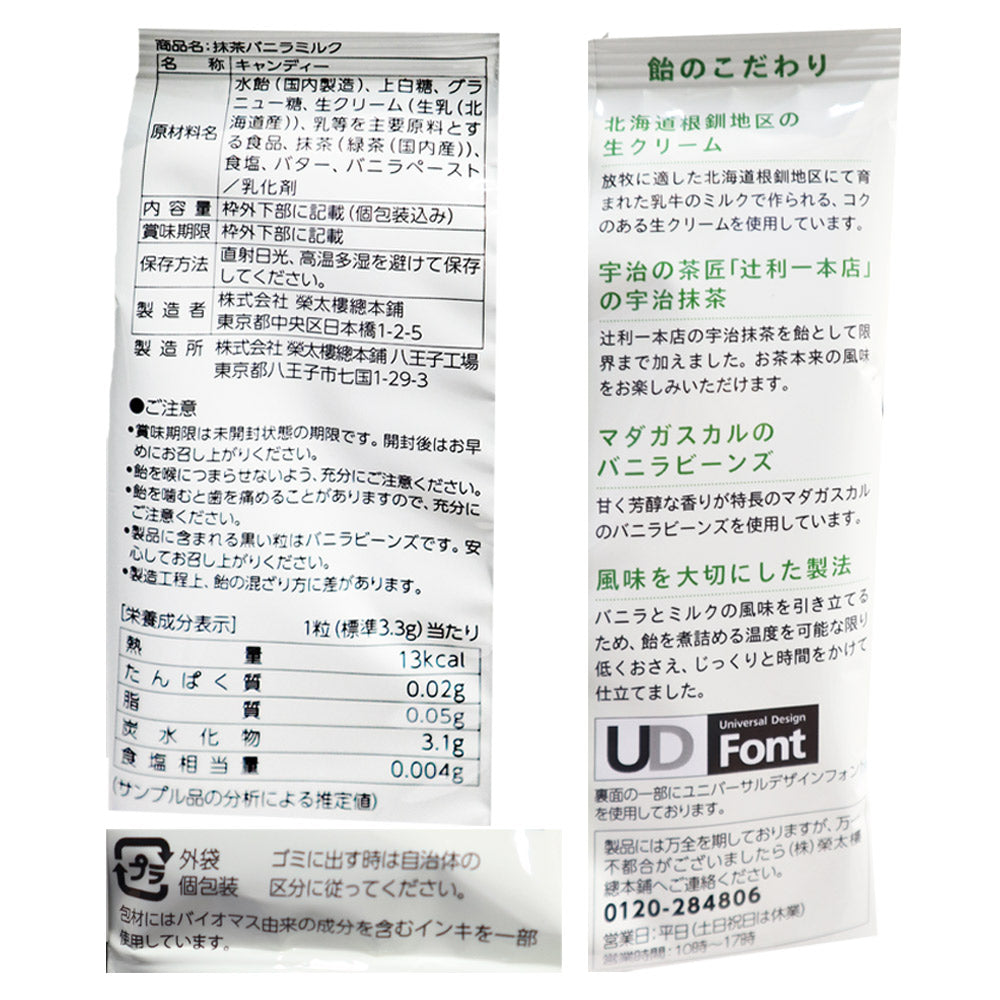 商品名：抹茶バニラミルク
名称 キャンディー
原材料名 水飴（国内製造）、上白糖、グラ
ニュー糖、生クリーム（生乳（北
海道産））、乳等を主要原料とす
る食品、抹茶（緑茶（国内産））、
食塩、バター、バニラペースト
／乳化剤
内容量 枠外下部に記載（個包装込み）
賞味期限 枠外下部に記載
保存方法 直射日光、高温多湿を避けて保存
してください。
製造者 株式会社 榮太樓總本鋪
東京都中央区日本橋1-2-5
製造所 株式会社 榮太樓總本鋪 八王子工場
東京都八王子市七国1-29-3
●ご注意
•賞味期限は未開封状態の期限です。開封後はお早
めにお召し上がりください。
•飴を喉につまらせないよう、充分にご注意ください。
•飴を噛むと歯を痛めることがありますので、充分に
ご注意ください。
•製品に含まれる黒い粒はバニラビーンズです。安
心してお召し上がりください。
•製造工程上、飴の混ざり方に差があります。
［栄養成分表示］ 1粒（標準3.3g）当たり
熱量 13kcal
たんぱく質 0.02g
脂質 0.05g
炭水化物 3.1g
食塩相当量 0.004g
（サンプル品の分析による推定値）
プラ
外袋
個包装
ゴミに出す時は自治体の
区分に従ってください。
包材にはバイオマス由来の成分を含むインキを一部
使用しています。
飴のこだわり
北海道根釧地区の
生クリーム
放牧に適した北海道根釧地区にて育
まれた乳牛のミルクで作られる、コク
のある生クリームを使用しています。
宇治の茶匠「辻利一本店」
の宇治抹茶
辻利一本店の宇治抹茶を飴として限
界まで加えました。お茶本来の風味
をお楽しみいただけます。
マダガスカルの
バニラビーンズ
甘く芳醇な香りが特長のマダガスカル
のバニラビーンズを使用しています。
風味を大切にした製法
バニラとミルクの風味を引き立てる
ため、飴を煮詰める温度を可能な限り
低くおさえ、じっくりと時間をかけて
仕立てました。
UD
Universal Design
Font
裏面の一部にユニバーサルデザインフォント
を使用しております。
製品には万全を期しておりますが、万一
不都合がございましたら（株）榮太樓
總本鋪へご連絡ください。
0120-284806
営業日：平日（土日祝日は休業）
営業時間：10時～17時